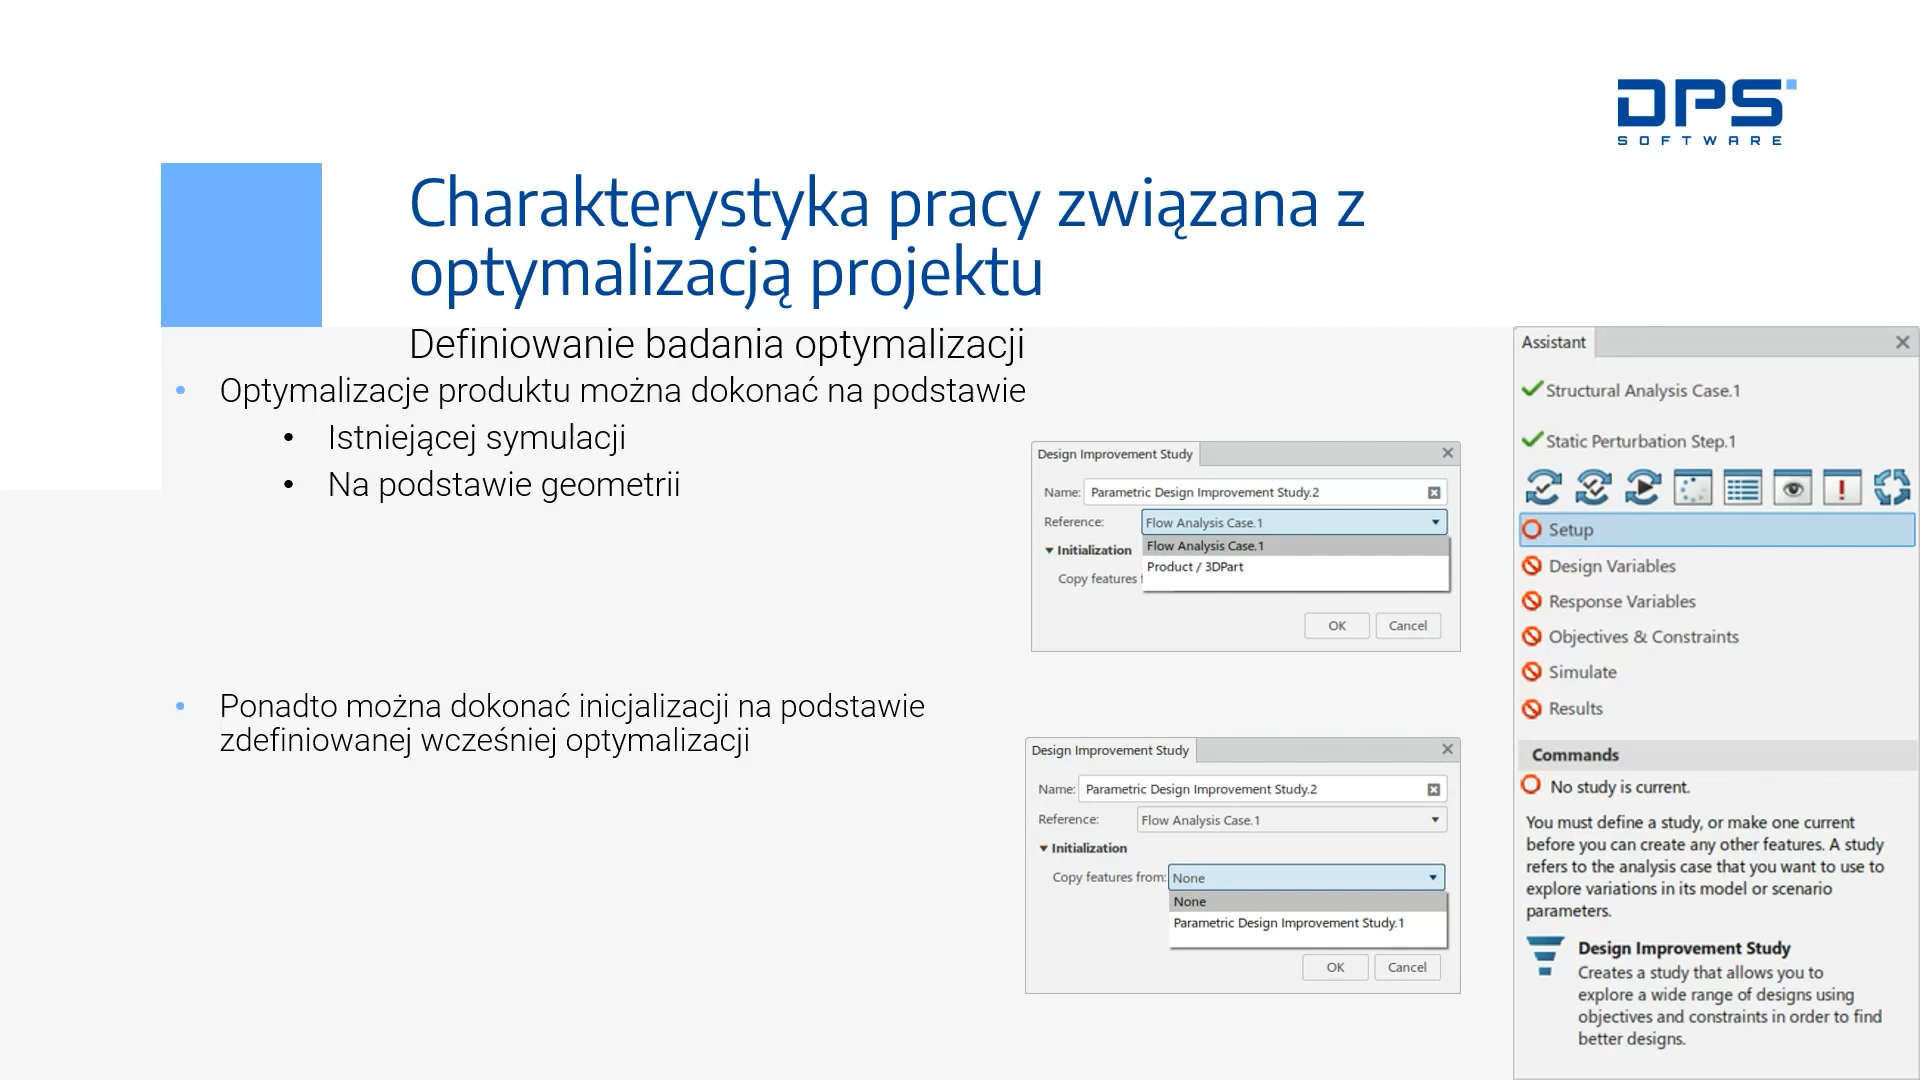 DPS
SOFTWARE
Charakterystyka pracy związana z
optymalizacją projektu
Definiowanie badania optymalizacji
• Optymalizacje produktu można dokonać na podstawie
• Istniejącej symulacji
• Na podstawie geometrii
• Ponadto można dokonać inicjalizacji na podstawie
zdefiniowanej wcześniej optymalizacji
Design Improvement Study
Name: Parametric Design Improvement Study.2
Reference: Flow Analysis Case.1
Flow Analysis Case.1
Initialization
Product / 3DPart
Copy features
OK Cancel
Design Improvement Study
Name: Parametric Design Improvement Study.2
Reference: Flow Analysis Case.1
Initialization
Copy features from: None
None
Parametric Design Improvement Study.1
OK Cancel
Assistant
Structural Analysis Case.1
Static Perturbation Step.1
Setup
Design Variables
Response Variables
Objectives & Constraints
Simulate
Results
Commands
No study is current.
You must define a study, or make one current
before you can create any other features. A study
refers to the analysis case that you want to use to
explore variations in its model or scenario
parameters.
Design Improvement Study
Creates a study that allows you to
explore a wide range of designs using
objectives and constraints in order to find
better designs.